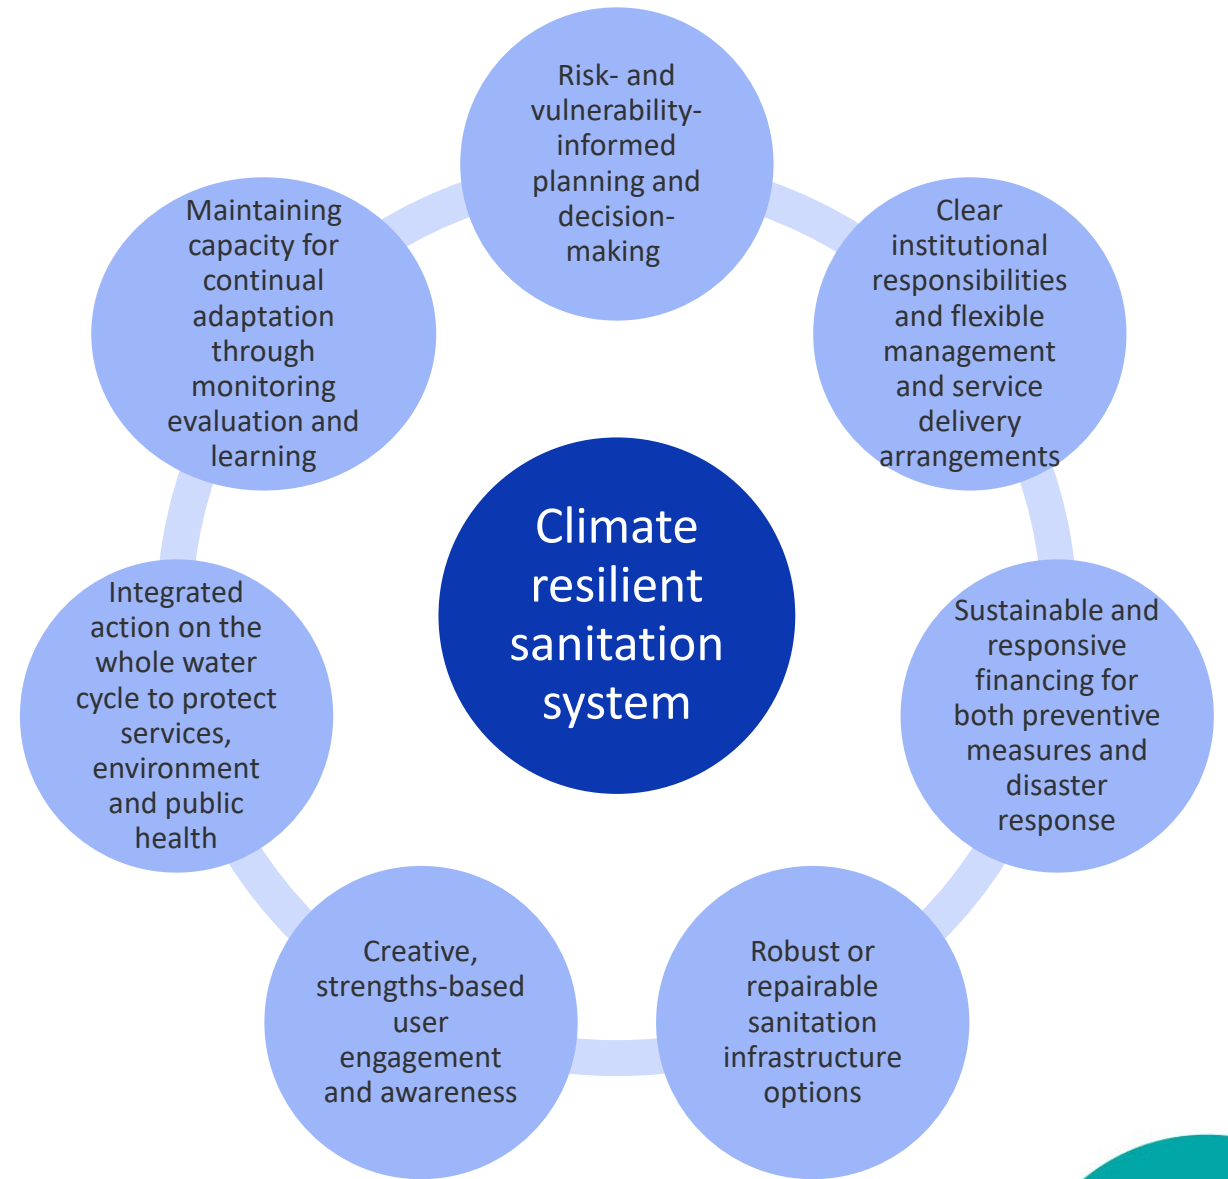 Risk- and
vulnerability-
informed
planning and
decision-
making
Clear
institutional
responsibilities
and flexible
management
and service
delivery
arrangements
Sustainable and
responsive
financing for
both preventive
measures and
disaster
response
Robust or
repairable
sanitation
infrastructure
options
Creative,
strengths-based
user
engagement
and awareness
Integrated
action on the
whole water
cycle to protect
services,
environment
and public
health
Maintaining
capacity for
continual
adaptation
through
monitoring
evaluation and
learning
Climate
resilient
sanitation
system